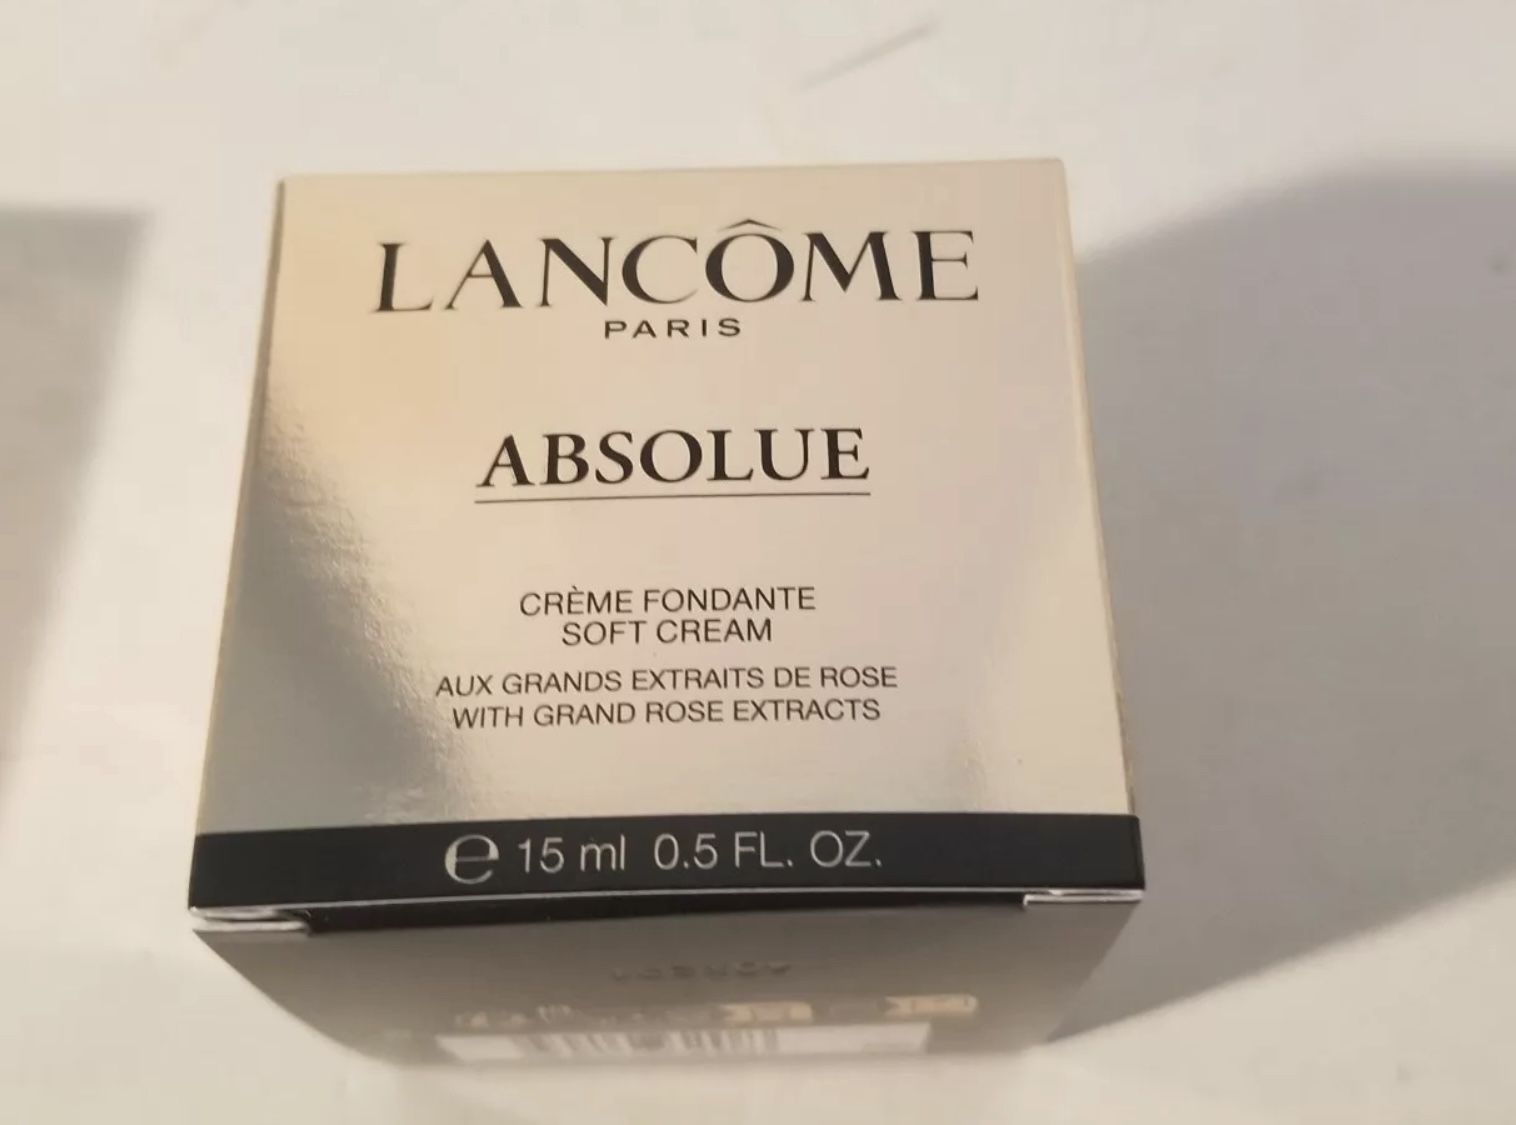 LANCÔME
PARIS
ABSOLUE
CRÈME FONDANTE
SOFT CREAM
AUX GRANDS EXTRAITS DE ROSE
WITH GRAND ROSE EXTRACTS
℮ 15 ml 0.5 FL. OZ.